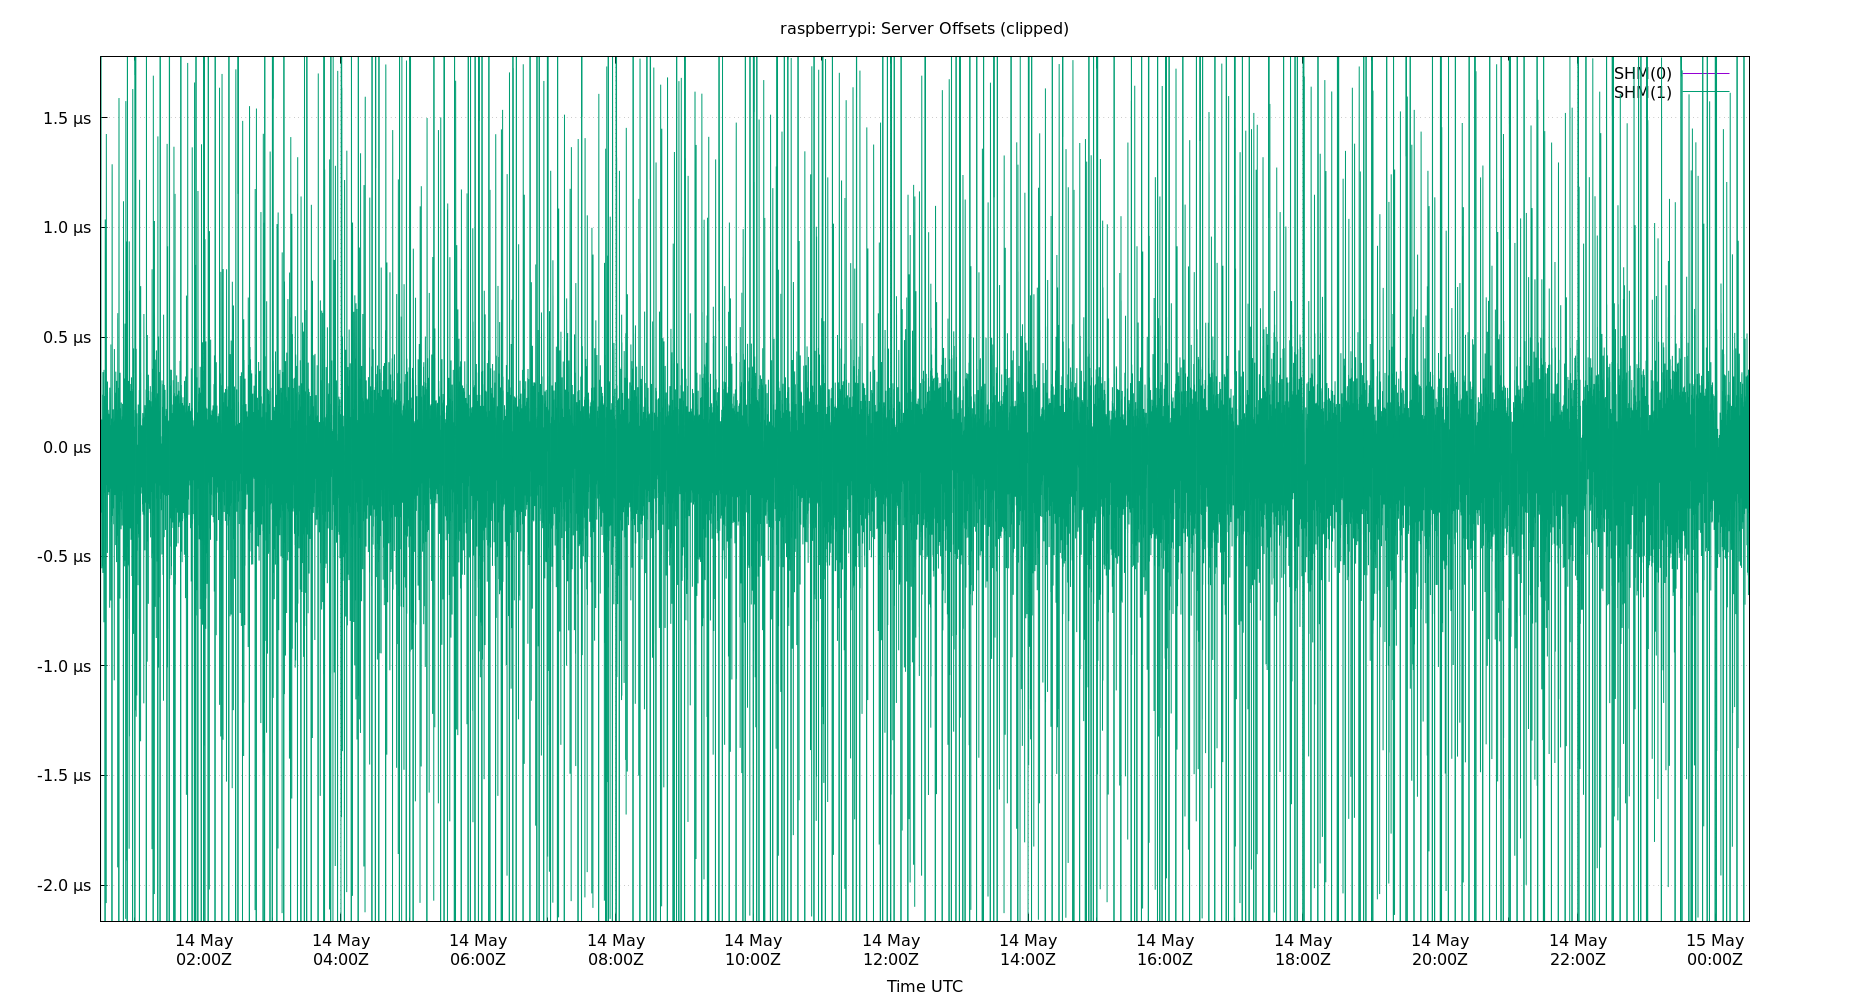 raspberrypi: Server Offsets (clipped)
SHM(0)
SHM(1)
1.5 µs
1.0 µs
0.5 µs
0.0 µs
-0.5 µs
-1.0 µs
-1.5 µs
-2.0 µs
14 May 14 May 14 May 14 May 14 May 14 May 14 May 14 May 14 May 14 May 14 May 15 May
02:00Z 04:00Z 06:00Z 08:00Z 10:00Z 12:00Z 14:00Z 16:00Z 18:00Z 20:00Z 22:00Z 00:00Z
Time UTC